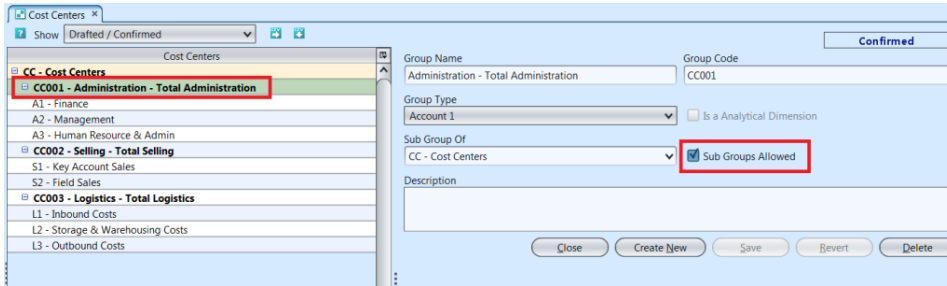 Cost Centers ×
? Show Drafted / Confirmed
Confirmed
Cost Centers
CC - Cost Centers
CC001 - Administration - Total Administration
A1 - Finance
A2 - Management
A3 - Human Resource & Admin
CC002 - Selling - Total Selling
S1 - Key Account Sales
S2 - Field Sales
CC003 - Logistics - Total Logistics
L1 - Inbound Costs
L2 - Storage & Warehousing Costs
L3 - Outbound Costs
Group Name Group Code
Administration - Total Administration CC001
Group Type
Account 1 Is a Analytical Dimension
Sub Group Of
CC - Cost Centers Sub Groups Allowed
Description
Close Create New Save Revert Delete